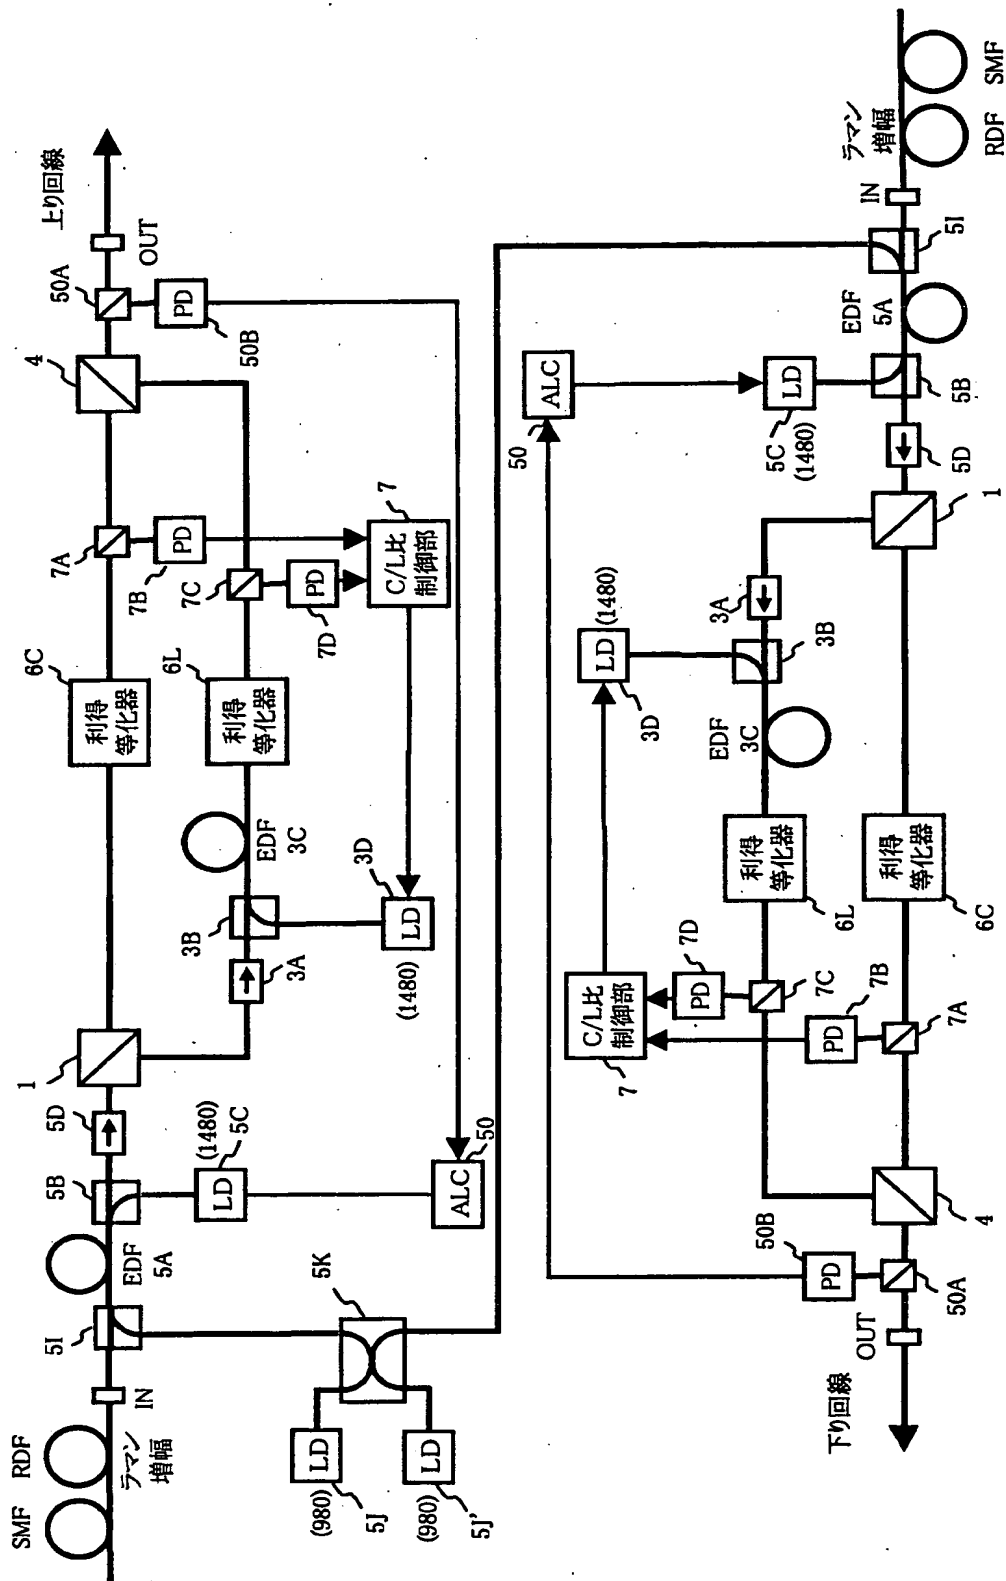 SMF
RDF
ラマン
増幅
IN
5I
EDF
5A
5B
5D
1
LD
(1480)
5C
ALC
50
5K
LD
(980)
5J
LD
(980)
5J'
3A
3B
EDF
3C
LD
3D
(1480)
6C
利得
等化器
6L
利得
等化器
7A
PD
7B
7C
PD
7D
C/L比
制御部
7
4
50A
PD
50B
OUT
上り回線
下り回線
OUT
50A
PD
50B
4
7A
PD
7B
7C
PD
7D
C/L比
制御部
7
利得
等化器
6L
利得
等化器
6C
EDF
3C
LD
(1480)
3D
3B
3A
1
ALC
50
LD
5C
(1480)
5D
5B
EDF
5A
5I
IN
ラマン
増幅
RDF
SMF